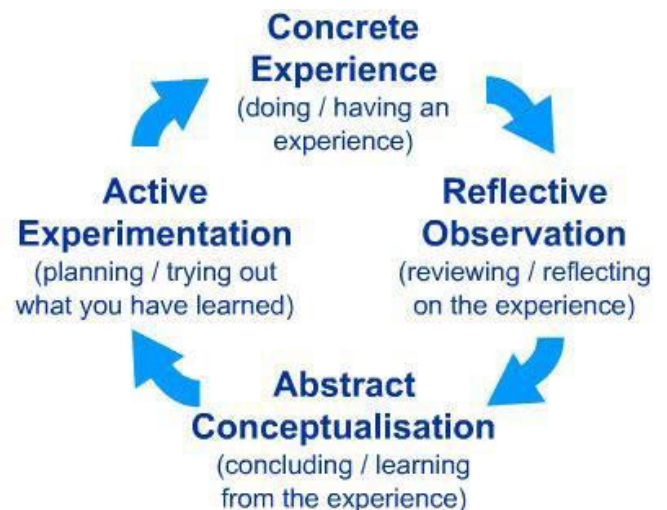 Concrete
Experience
(doing / having an
experience)
Reflective
Observation
(reviewing / reflecting
on the experience)
Abstract
Conceptualisation
(concluding / learning
from the experience)
Active
Experimentation
(planning / trying out
what you have learned)